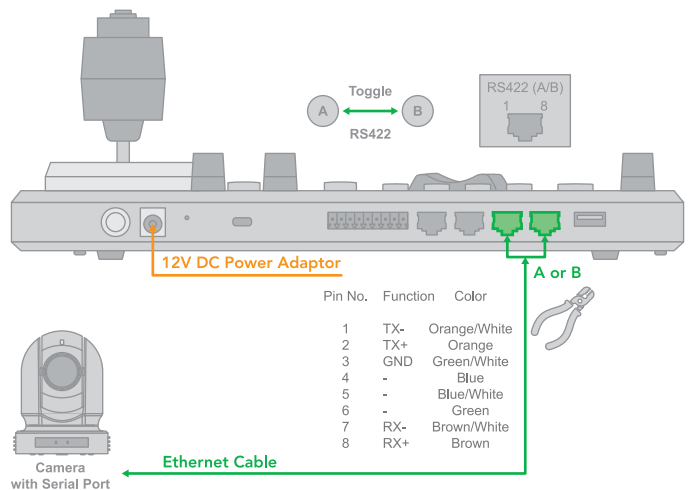 Toggle
A B
RS422
RS422 (A/B)
1 8
12V DC Power Adaptor
A or B
Pin No. Function Color
1 TX- Orange/White
2 TX+ Orange
3 GND Green/White
4 - Blue
5 - Blue/White
6 - Green
7 RX- Brown/White
8 RX+ Brown
Ethernet Cable
Camera
with Serial Port